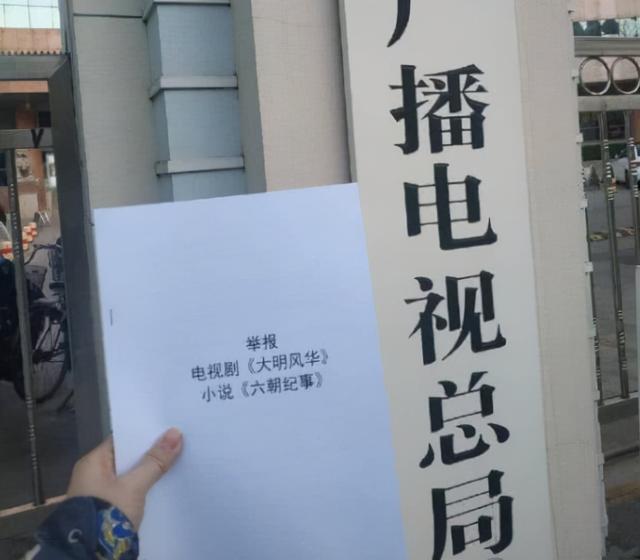 广播电视总局
举报
电视剧《大明风华》
小说《六朝纪事》